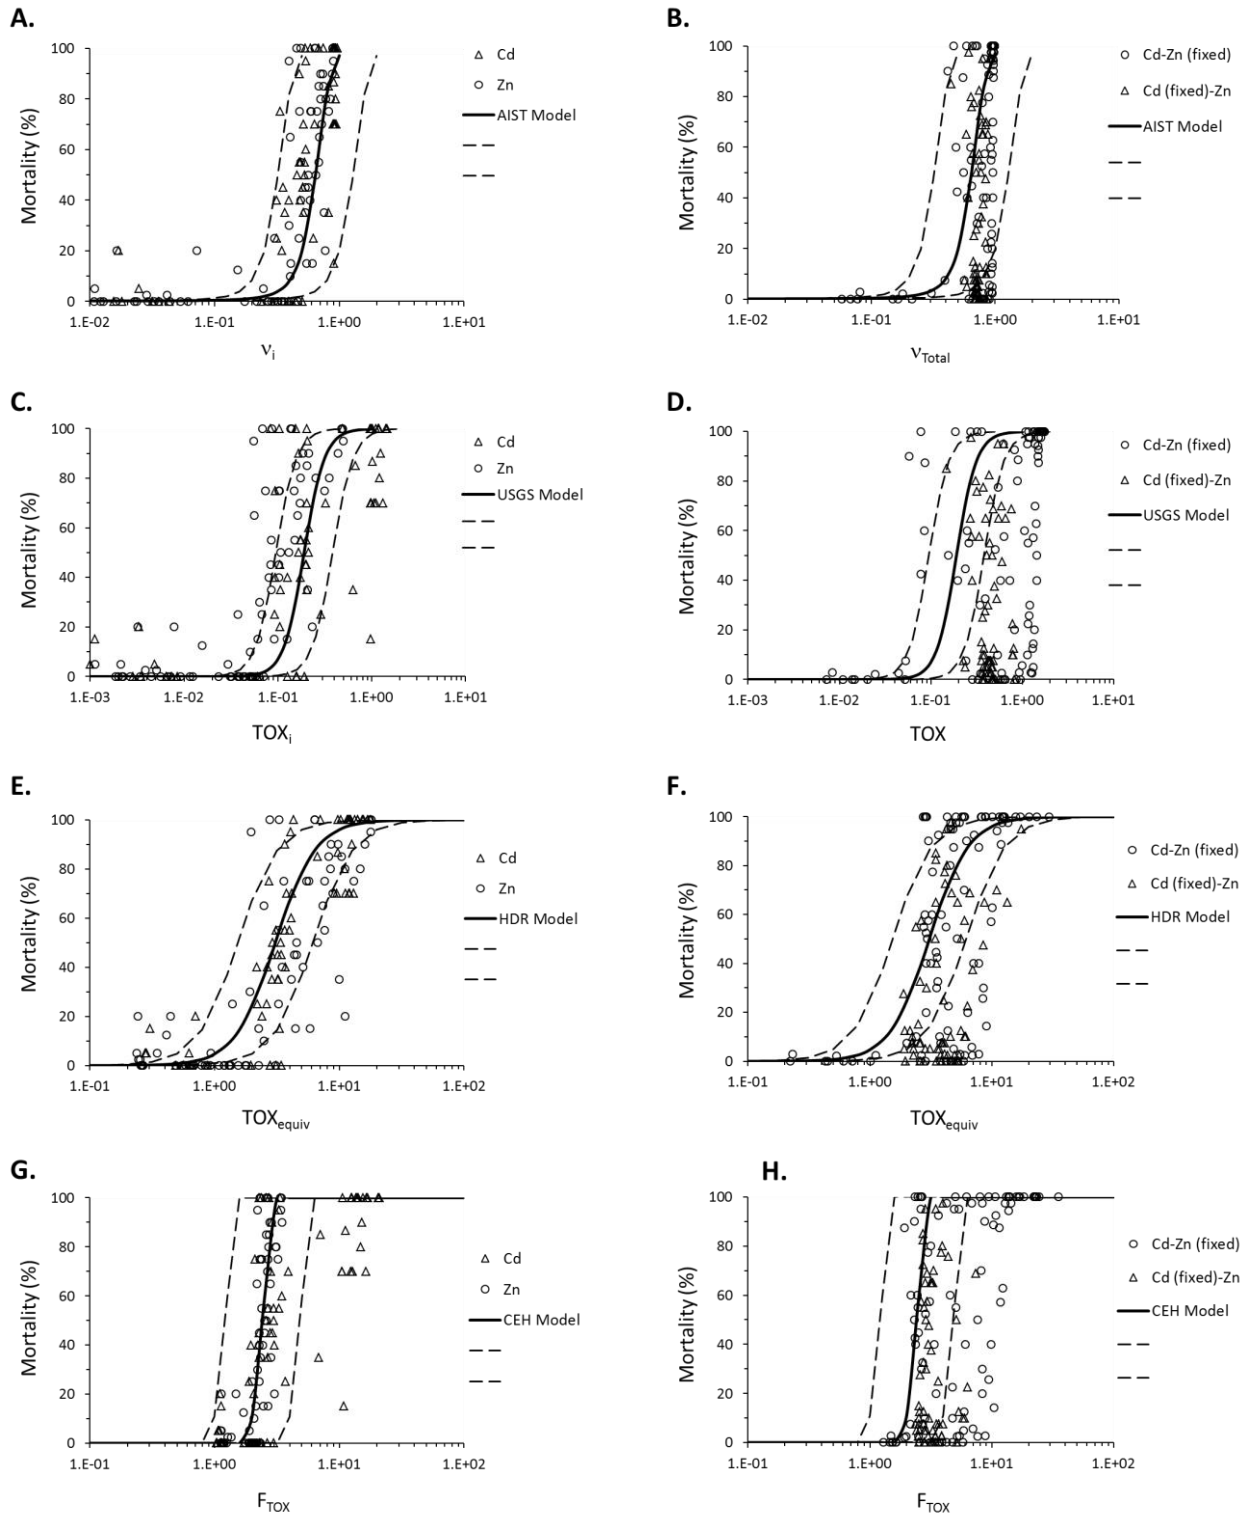 A.
Mortality (%)
100
80
60
40
20
0
1.E-02
1.E-01
1.E+00
1.E+01
νi
Cd
Zn
AIST Model
B.
Mortality (%)
100
80
60
40
20
0
1.E-02
1.E-01
1.E+00
1.E+01
νTotal
Cd-Zn (fixed)
Cd (fixed)-Zn
AIST Model
C.
Mortality (%)
100
80
60
40
20
0
1.E-03
1.E-02
1.E-01
1.E+00
1.E+01
TOXi
Cd
Zn
USGS Model
D.
Mortality (%)
100
80
60
40
20
0
1.E-03
1.E-02
1.E-01
1.E+00
1.E+01
TOX
Cd-Zn (fixed)
Cd (fixed)-Zn
USGS Model
E.
Mortality (%)
100
80
60
40
20
0
1.E-01
1.E+00
1.E+01
1.E+02
TOXequiv
Cd
Zn
HDR Model
F.
Mortality (%)
100
80
60
40
20
0
1.E-01
1.E+00
1.E+01
1.E+02
TOXequiv
Cd-Zn (fixed)
Cd (fixed)-Zn
HDR Model
G.
Mortality (%)
100
80
60
40
20
0
1.E-01
1.E+00
1.E+01
1.E+02
FTOX
Cd
Zn
CEH Model
H.
Mortality (%)
100
80
60
40
20
0
1.E-01
1.E+00
1.E+01
1.E+02
FTOX
Cd-Zn (fixed)
Cd (fixed)-Zn
CEH Model